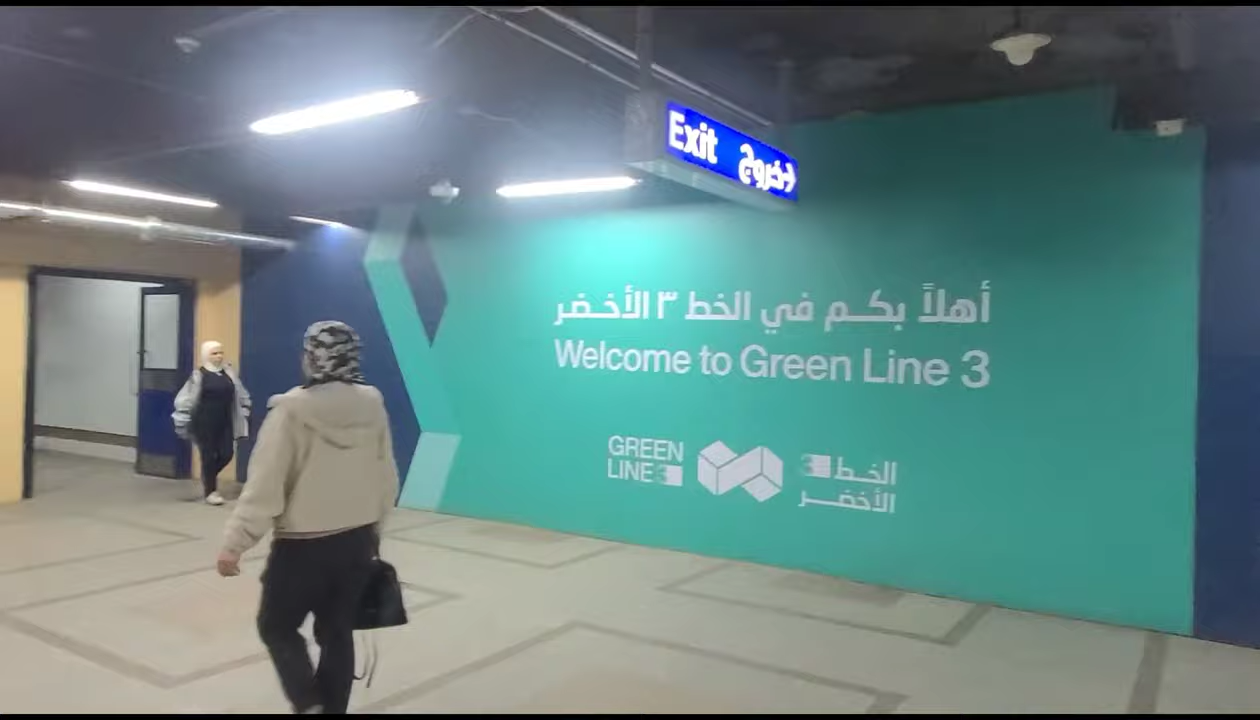 Exit خروج
أهلاً بكم في الخط ٣ الأخضر
Welcome to Green Line 3
GREEN
LINE 3
الخط 3
الأخضر